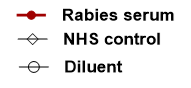 Rabies serum
NHS control
Diluent